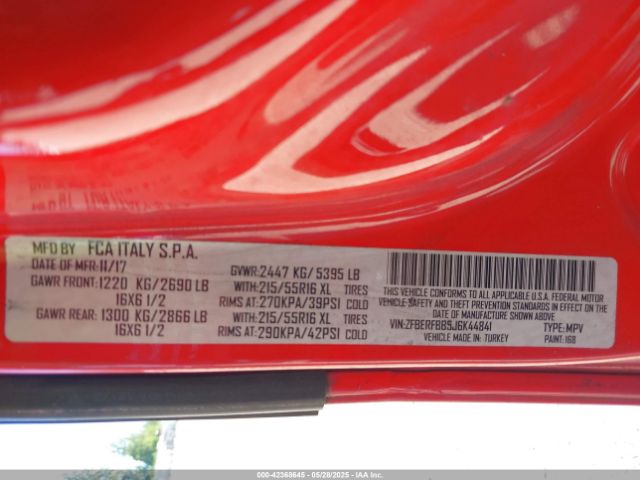 MFD BY FCA ITALY S.P.A.
DATE OF MFR: 11/17 GVWR: 2447 KG/5395 LB
GAWR FRONT: 1220 KG/2690 LB WITH: 215/55R16 XL TIRES
16X6 1/2 RIMS AT: 270KPA/39PSI COLD
GAWR REAR: 1300 KG/2866 LB WITH: 215/55R16 XL TIRES
16X6 1/2 RIMS AT: 290KPA/42PSI COLD
THIS VEHICLE CONFORMS TO ALL APPLICABLE U.S.A. FEDERAL MOTOR
VEHICLE SAFETY STANDARDS IN EFFECT ON THE DATE OF
MANUFACTURE SHOWN ABOVE.
VIN: ZFBERFBB5J6K44841 TYPE: MPV
VEHICLE MADE IN: TURKEY PAINT: 168
000-42368645 - 05/28/2025 - IAA, Inc.